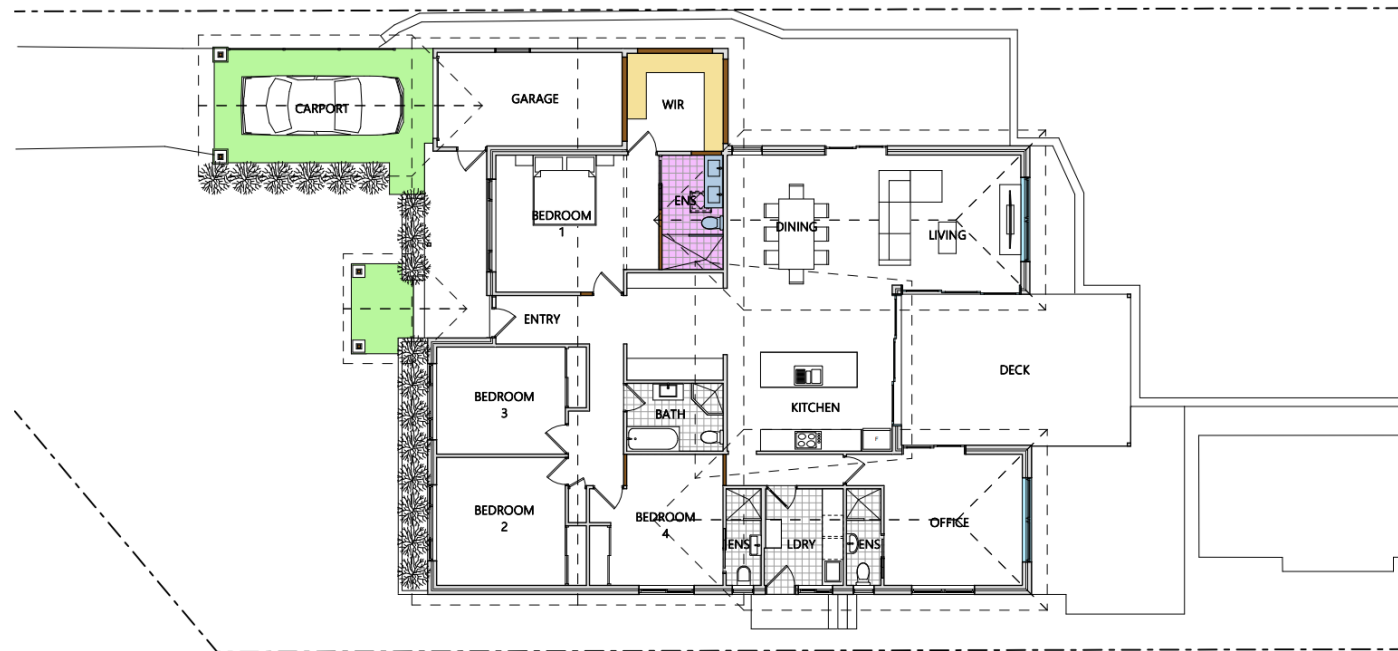 CARPORT
GARAGE
WIR
BEDROOM
1
ENS
DINING
LIVING
ENTRY
DECK
BEDROOM
3
BATH
KITCHEN
F
BEDROOM
2
BEDROOM
4
ENS
LDRY
ENS
OFFICE